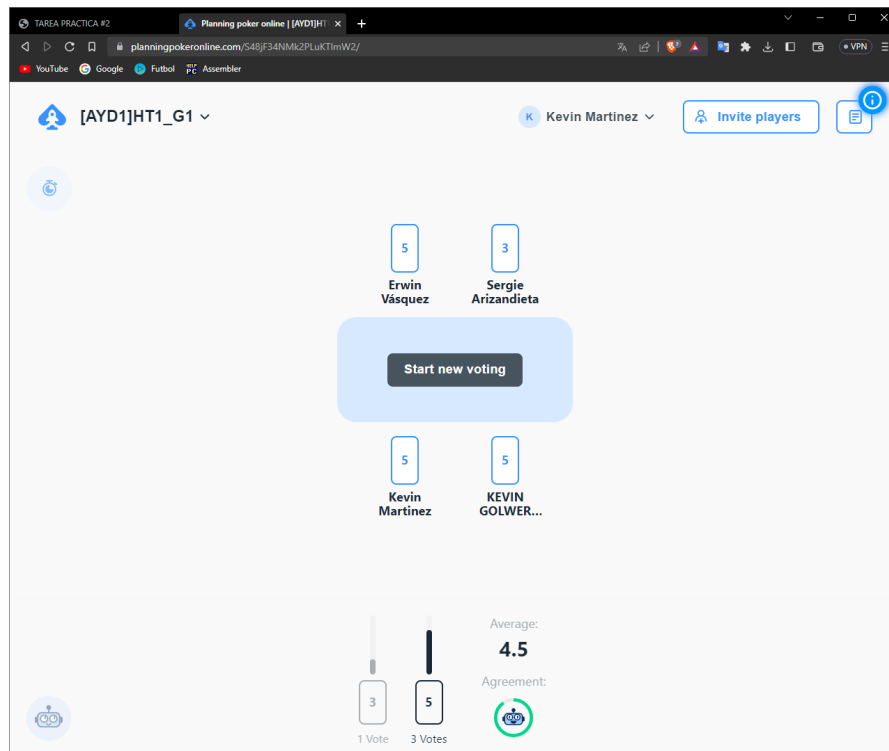 TAREA PRACTICA #2
Planning poker online | [AYD1]HT
planningpokeronline.com/S48jF34NMk2PLuKTImW2/
VPN
YouTube Google Futbol HELP PC Assembler
[AYD1]HT1_G1
K Kevin Martinez
Invite players
5
3
Erwin
Vásquez
Sergie
Arizandieta
Start new voting
5
5
Kevin
Martinez
KEVIN
GOLWER...
Average:
4.5
Agreement:
3
5
1 Vote
3 Votes